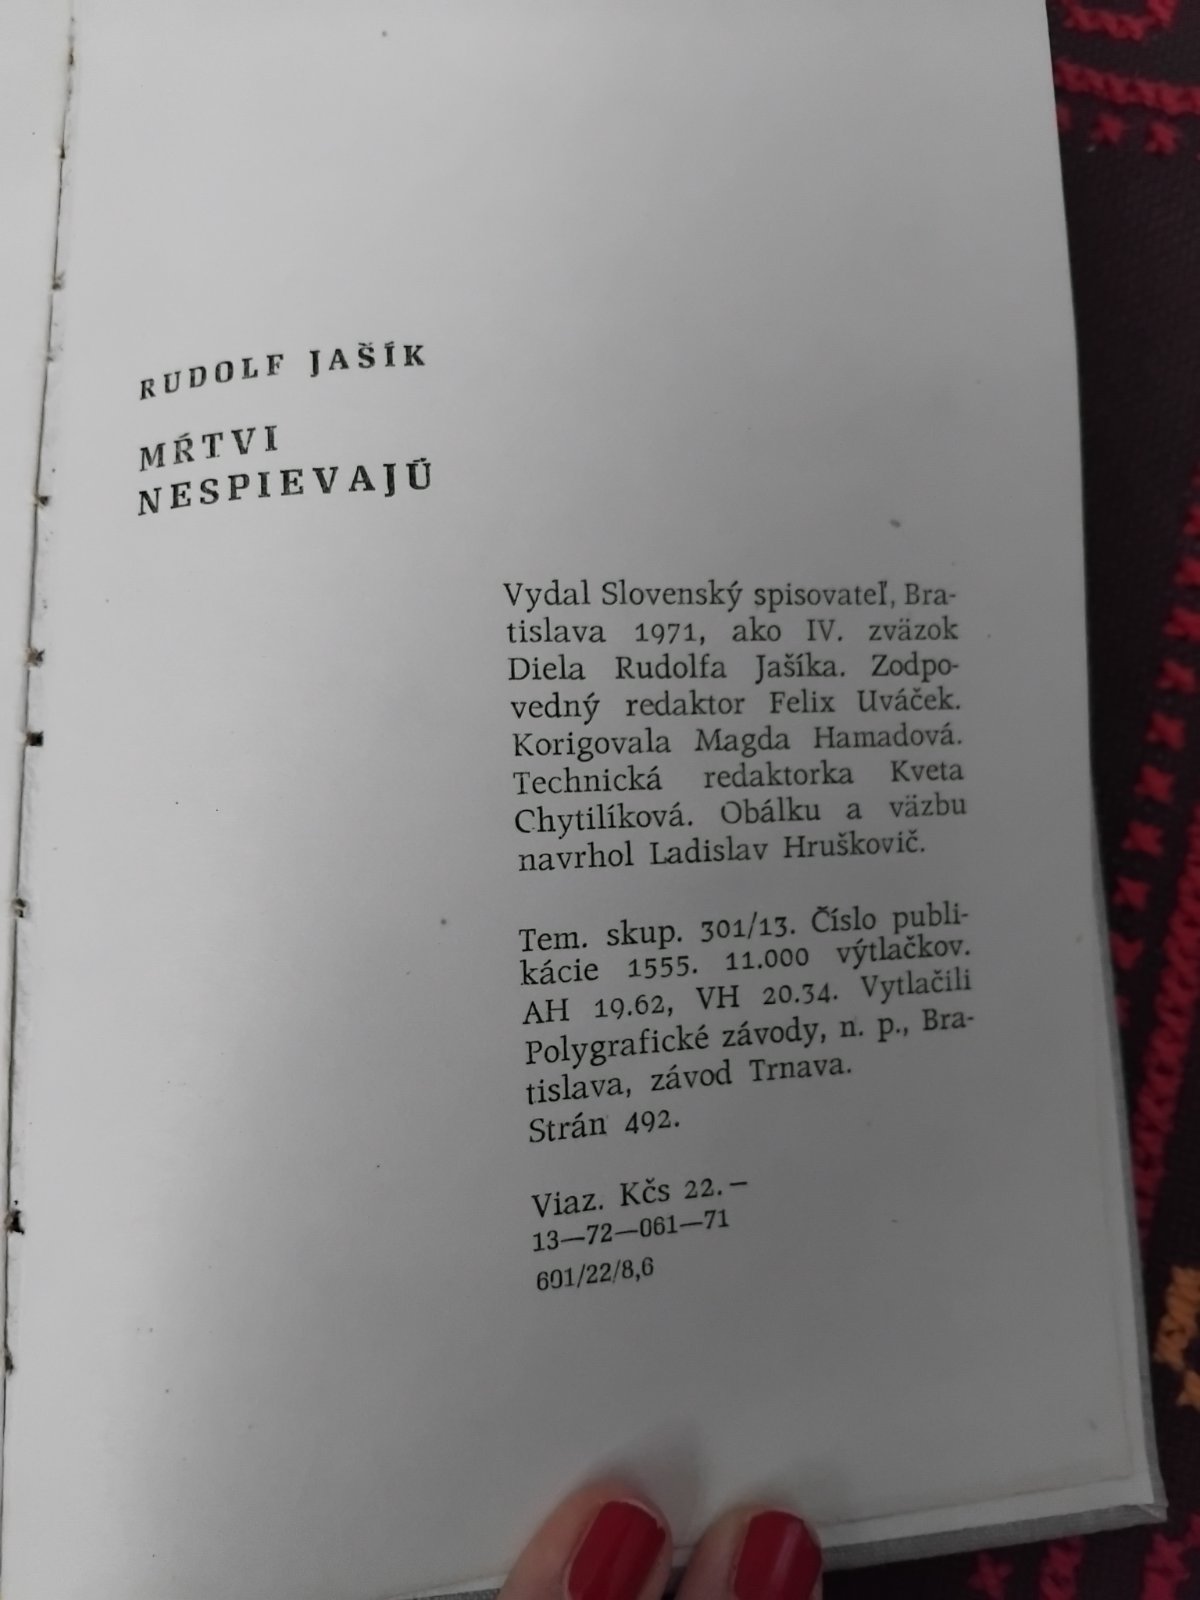 RUDOLF JAŠÍK
MŔTVI
NESPIEVAJÚ
Vydal Slovenský spisovateľ, Bra-
tislava 1971, ako IV. zväzok
Diela Rudolfa Jašíka. Zodpo-
vedný redaktor Felix Uváček.
Korigovala Magda Hamadová.
Technická redaktorka Kveta
Chytilíková. Obálku a väzbu
navrhol Ladislav Hruškovič.
Tem. skup. 301/13. Číslo publi-
kácie 1555. 11.000 výtlačkov.
AH 19.62, VH 20.34. Vytlačili
Polygrafické závody, n. p., Bra-
tislava, závod Trnava.
Strán 492.
Viaz. Kčs 22.–
13—72—061—71
601/22/8,6